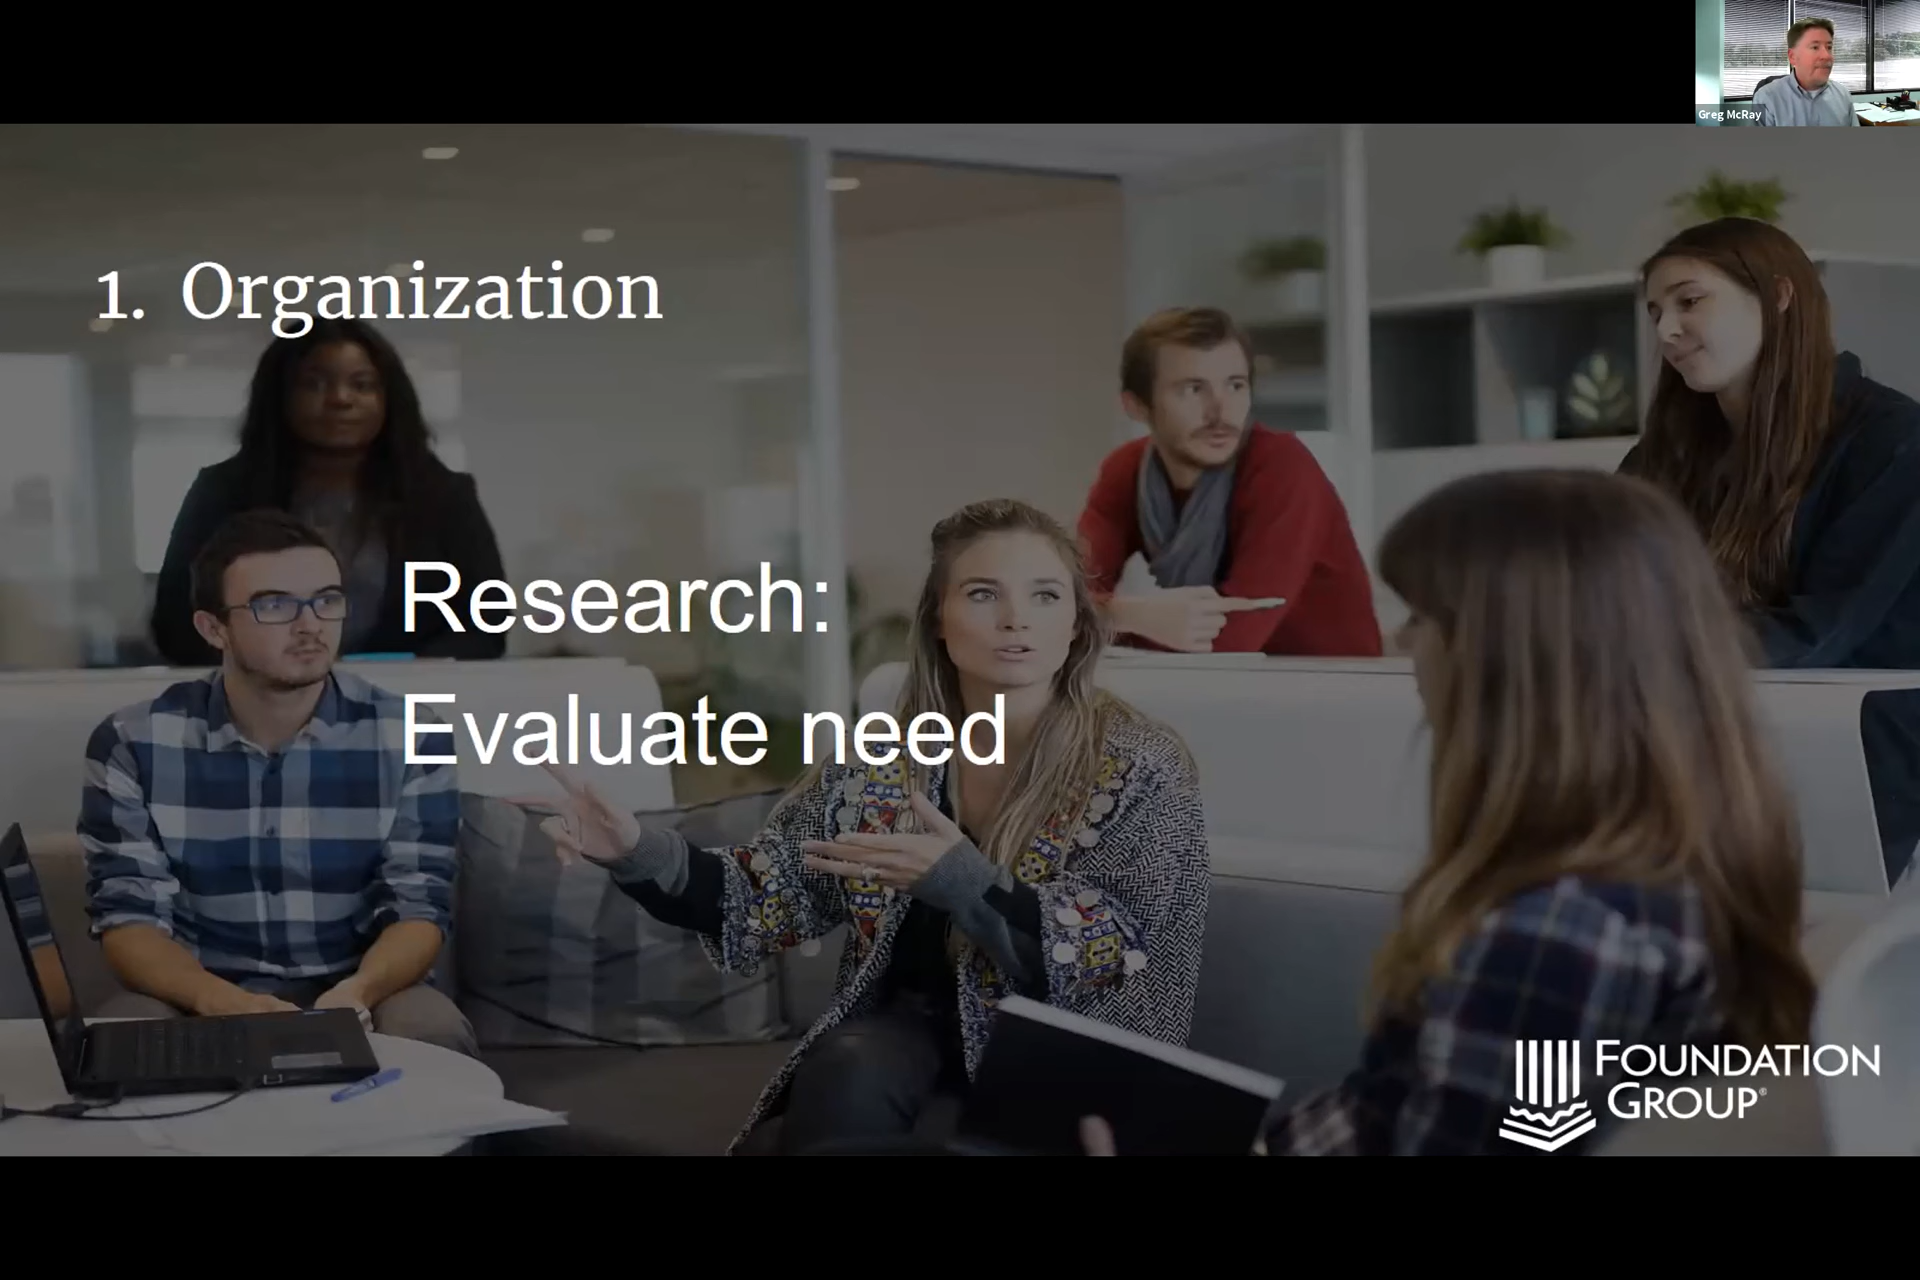 Greg McRay
1. Organization
Research:
Evaluate need
FOUNDATION
GROUP®